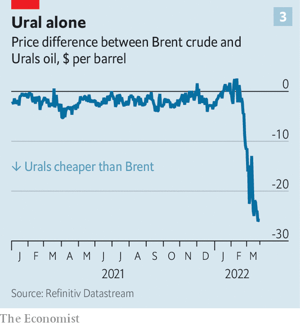 Ural alone
3
Price difference between Brent crude and
Urals oil, $ per barrel
0
-10
↓ Urals cheaper than Brent
-20
-30
J F M A M J J A S O N D J F M
2021 2022
Source: Refinitiv Datastream
The Economist